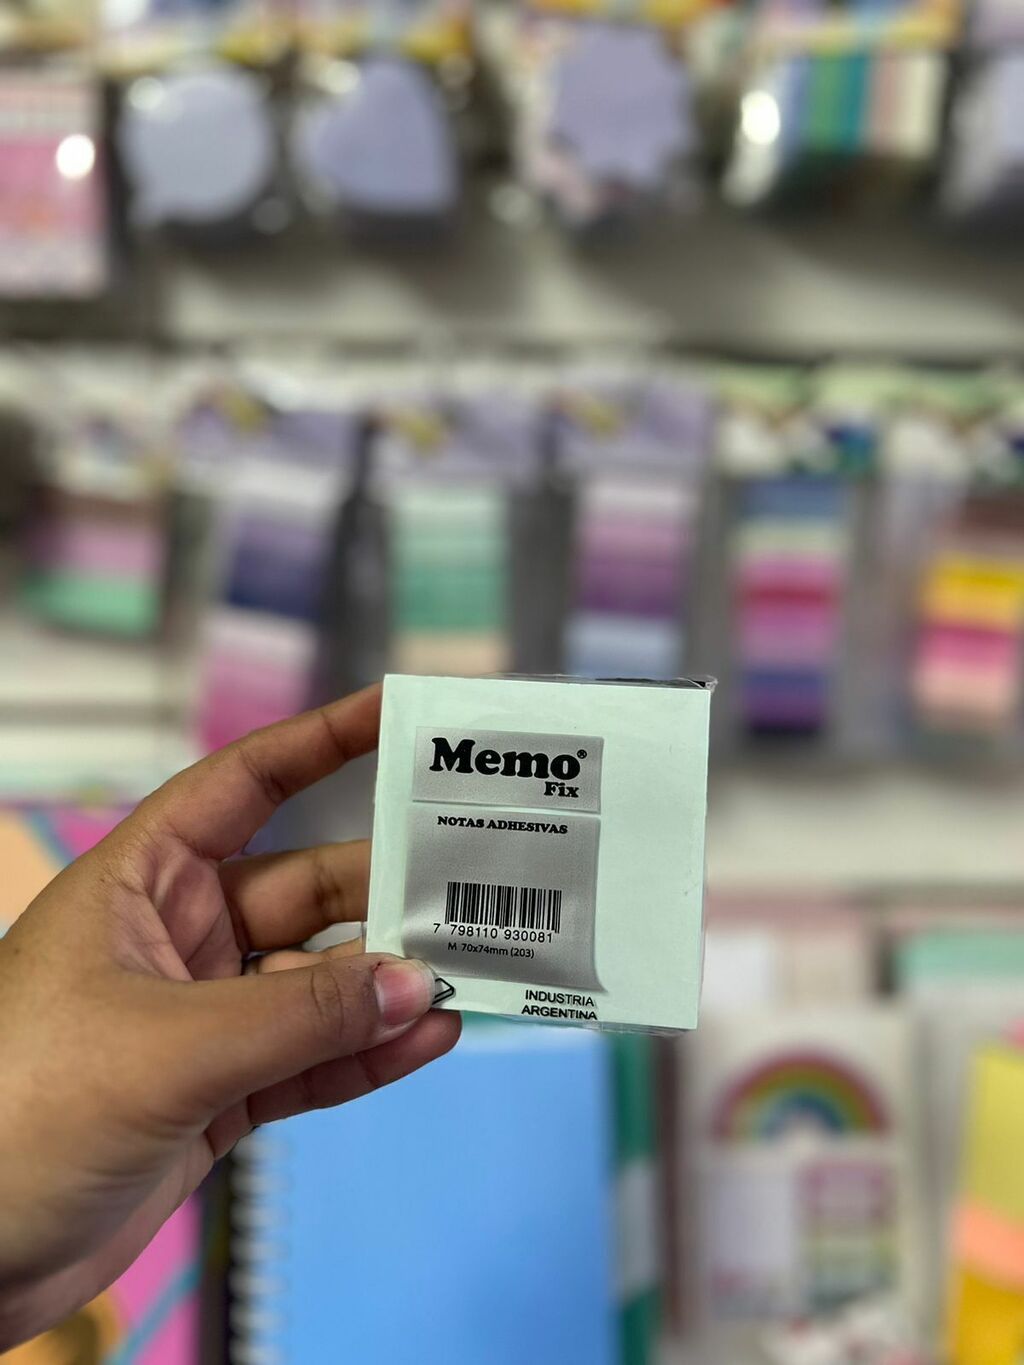 Memo®
Fix
NOTAS ADHESIVAS
7 798110 930081
M 70x74mm (203)
INDUSTRIA
ARGENTINA